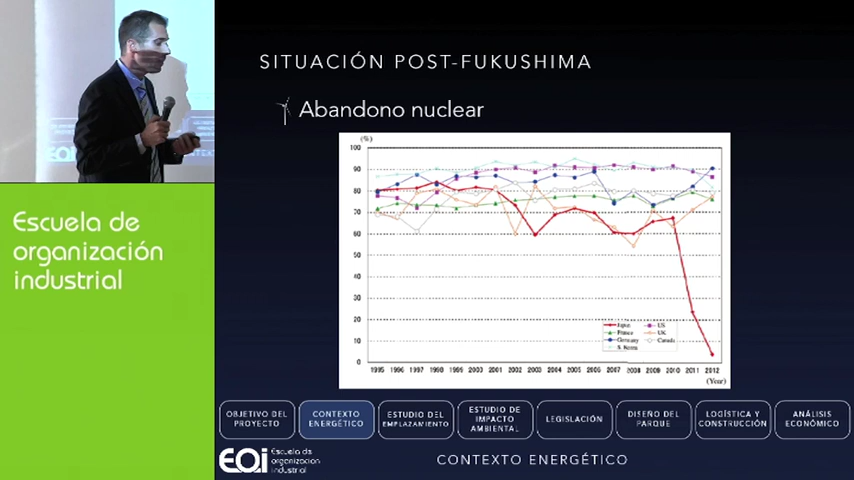 SITUACIÓN POST-FUKUSHIMA
Abandono nuclear
(%)
100
90
80
70
60
50
40
30
20
10
0
1995 1996 1997 1998 1999 2000 2001 2002 2003 2004 2005 2006 2007 2008 2009 2010 2011 2012
(Year)
Japan US
France UK
Germany Canada
S. Korea
Escuela de
organización
industrial
OBJETIVO DEL
PROYECTO
CONTEXTO
ENERGÉTICO
ESTUDIO DEL
EMPLAZAMIENTO
ESTUDIO DE
IMPACTO
AMBIENTAL
LEGISLACIÓN
DISEÑO DEL
PARQUE
LOGÍSTICA Y
CONSTRUCCIÓN
ANÁLISIS
ECONÓMICO
EOi Escuela de
organización
industrial
CONTEXTO ENERGÉTICO